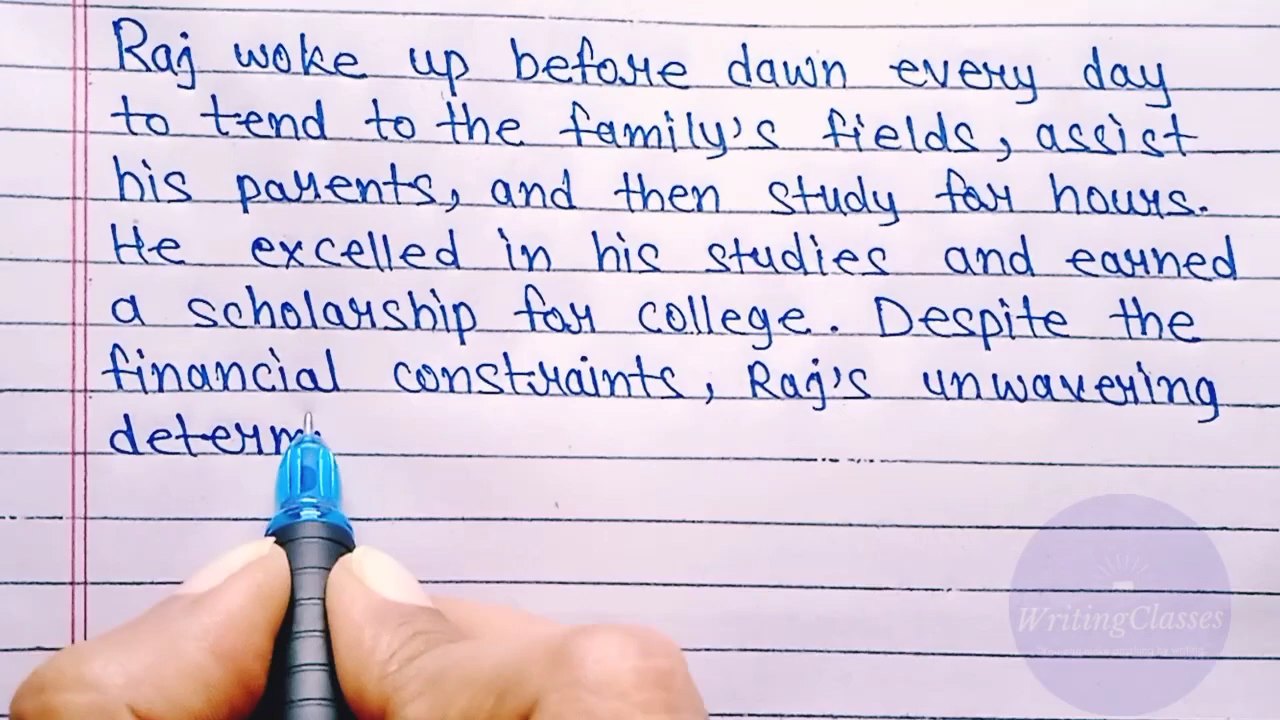 Raj woke up before dawn every day
to tend to the family's fields, assist
his parents, and then study for hours.
He excelled in his studies and earned
a scholarship for college. Despite the
financial constraints, Raj's unwavering
determ
WritingClasses